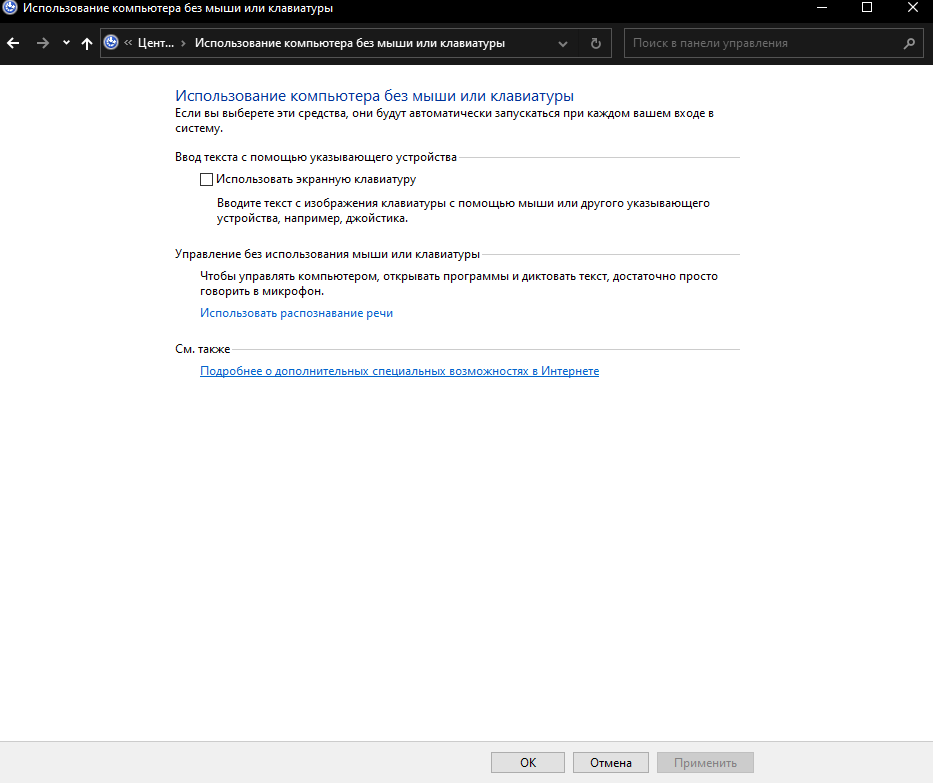 Использование компьютера без мыши или клавиатуры
« Цент... › Использование компьютера без мыши или клавиатуры
Поиск в панели управления
Использование компьютера без мыши или клавиатуры
Если вы выберете эти средства, они будут автоматически запускаться при каждом вашем входе в
систему.
Ввод текста с помощью указывающего устройства
Использовать экранную клавиатуру
Вводите текст с изображения клавиатуры с помощью мыши или другого указывающего
устройства, например, джойстика.
Управление без использования мыши или клавиатуры
Чтобы управлять компьютером, открывать программы и диктовать текст, достаточно просто
говорить в микрофон.
Использовать распознавание речи
См. также
Подробнее о дополнительных специальных возможностях в Интернете
ОК
Отмена
Применить